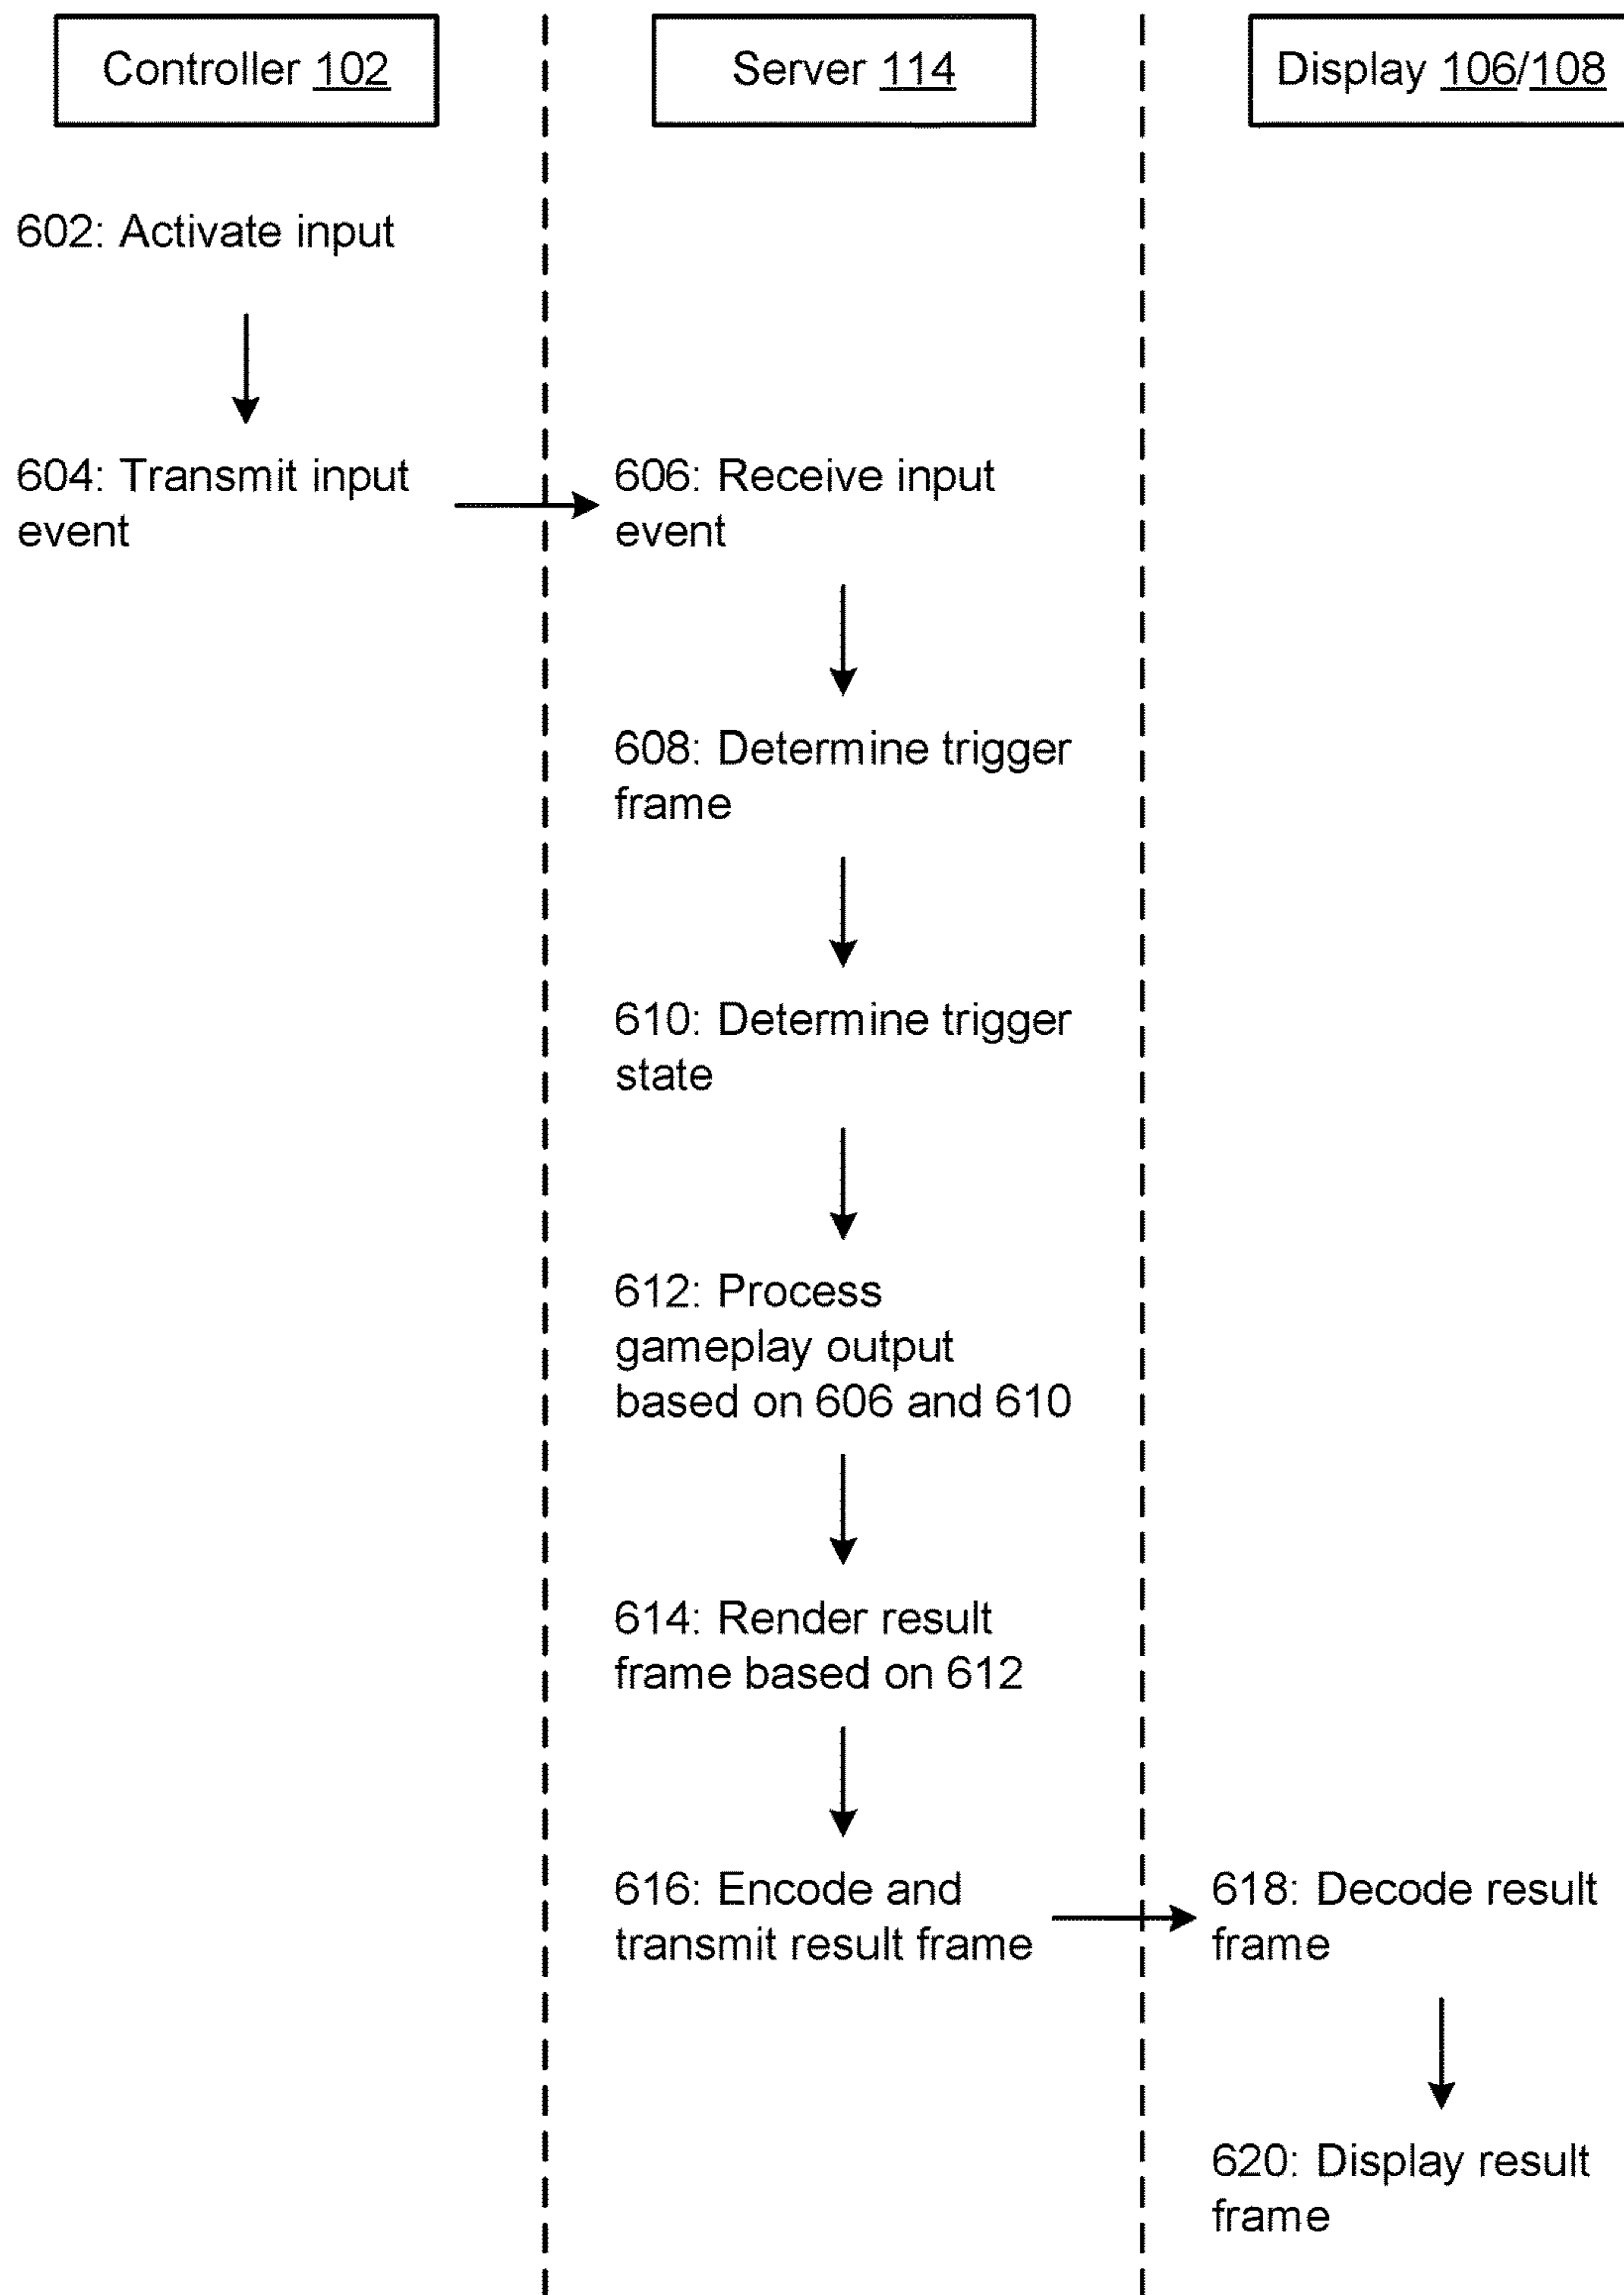 Controller 102
Server 114
Display 106/108
602: Activate input
604: Transmit input
event
606: Receive input
event
608: Determine trigger
frame
610: Determine trigger
state
612: Process
gameplay output
based on 606 and 610
614: Render result
frame based on 612
616: Encode and
transmit result frame
618: Decode result
frame
620: Display result
frame